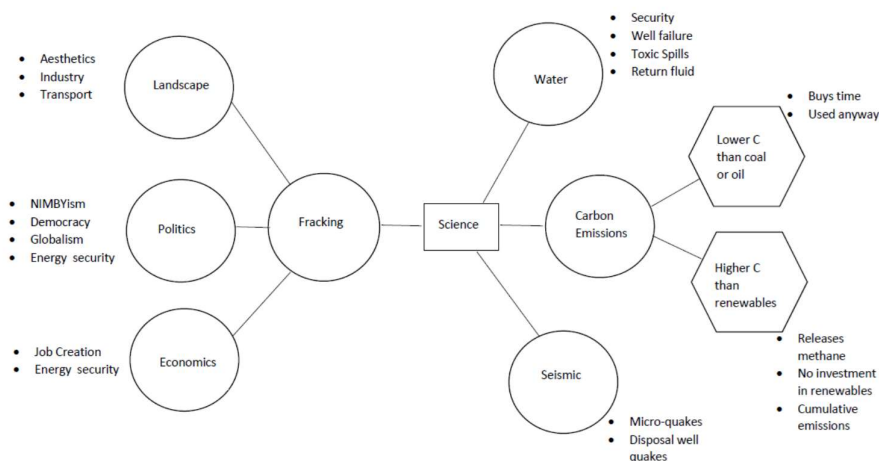 Aesthetics
Industry
Transport
Landscape
NIMBYism
Democracy
Globalism
Energy security
Politics
Job Creation
Energy security
Economics
Fracking
Science
Water
Security
Well failure
Toxic Spills
Return fluid
Carbon
Emissions
Lower C
than coal
or oil
Buys time
Used anyway
Higher C
than
renewables
Releases
methane
No investment
in renewables
Cumulative
emissions
Seismic
Micro-quakes
Disposal well
quakes